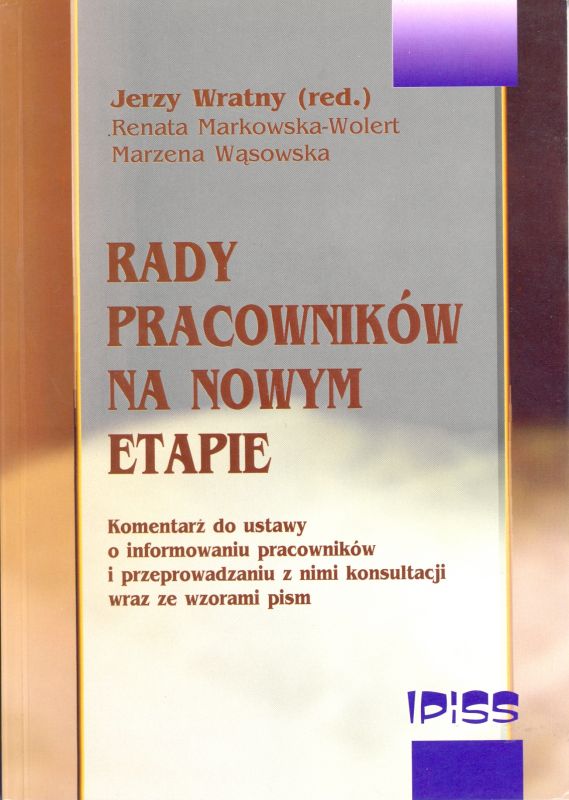 Jerzy Wratny (red.)
Renata Markowska-Wolert
Marzena Wąsowska
RADY
PRACOWNIKÓW
NA NOWYM
ETAPIE
Komentarz do ustawy
o informowaniu pracowników
i przeprowadzaniu z nimi konsultacji
wraz ze wzorami pism
IPiSS